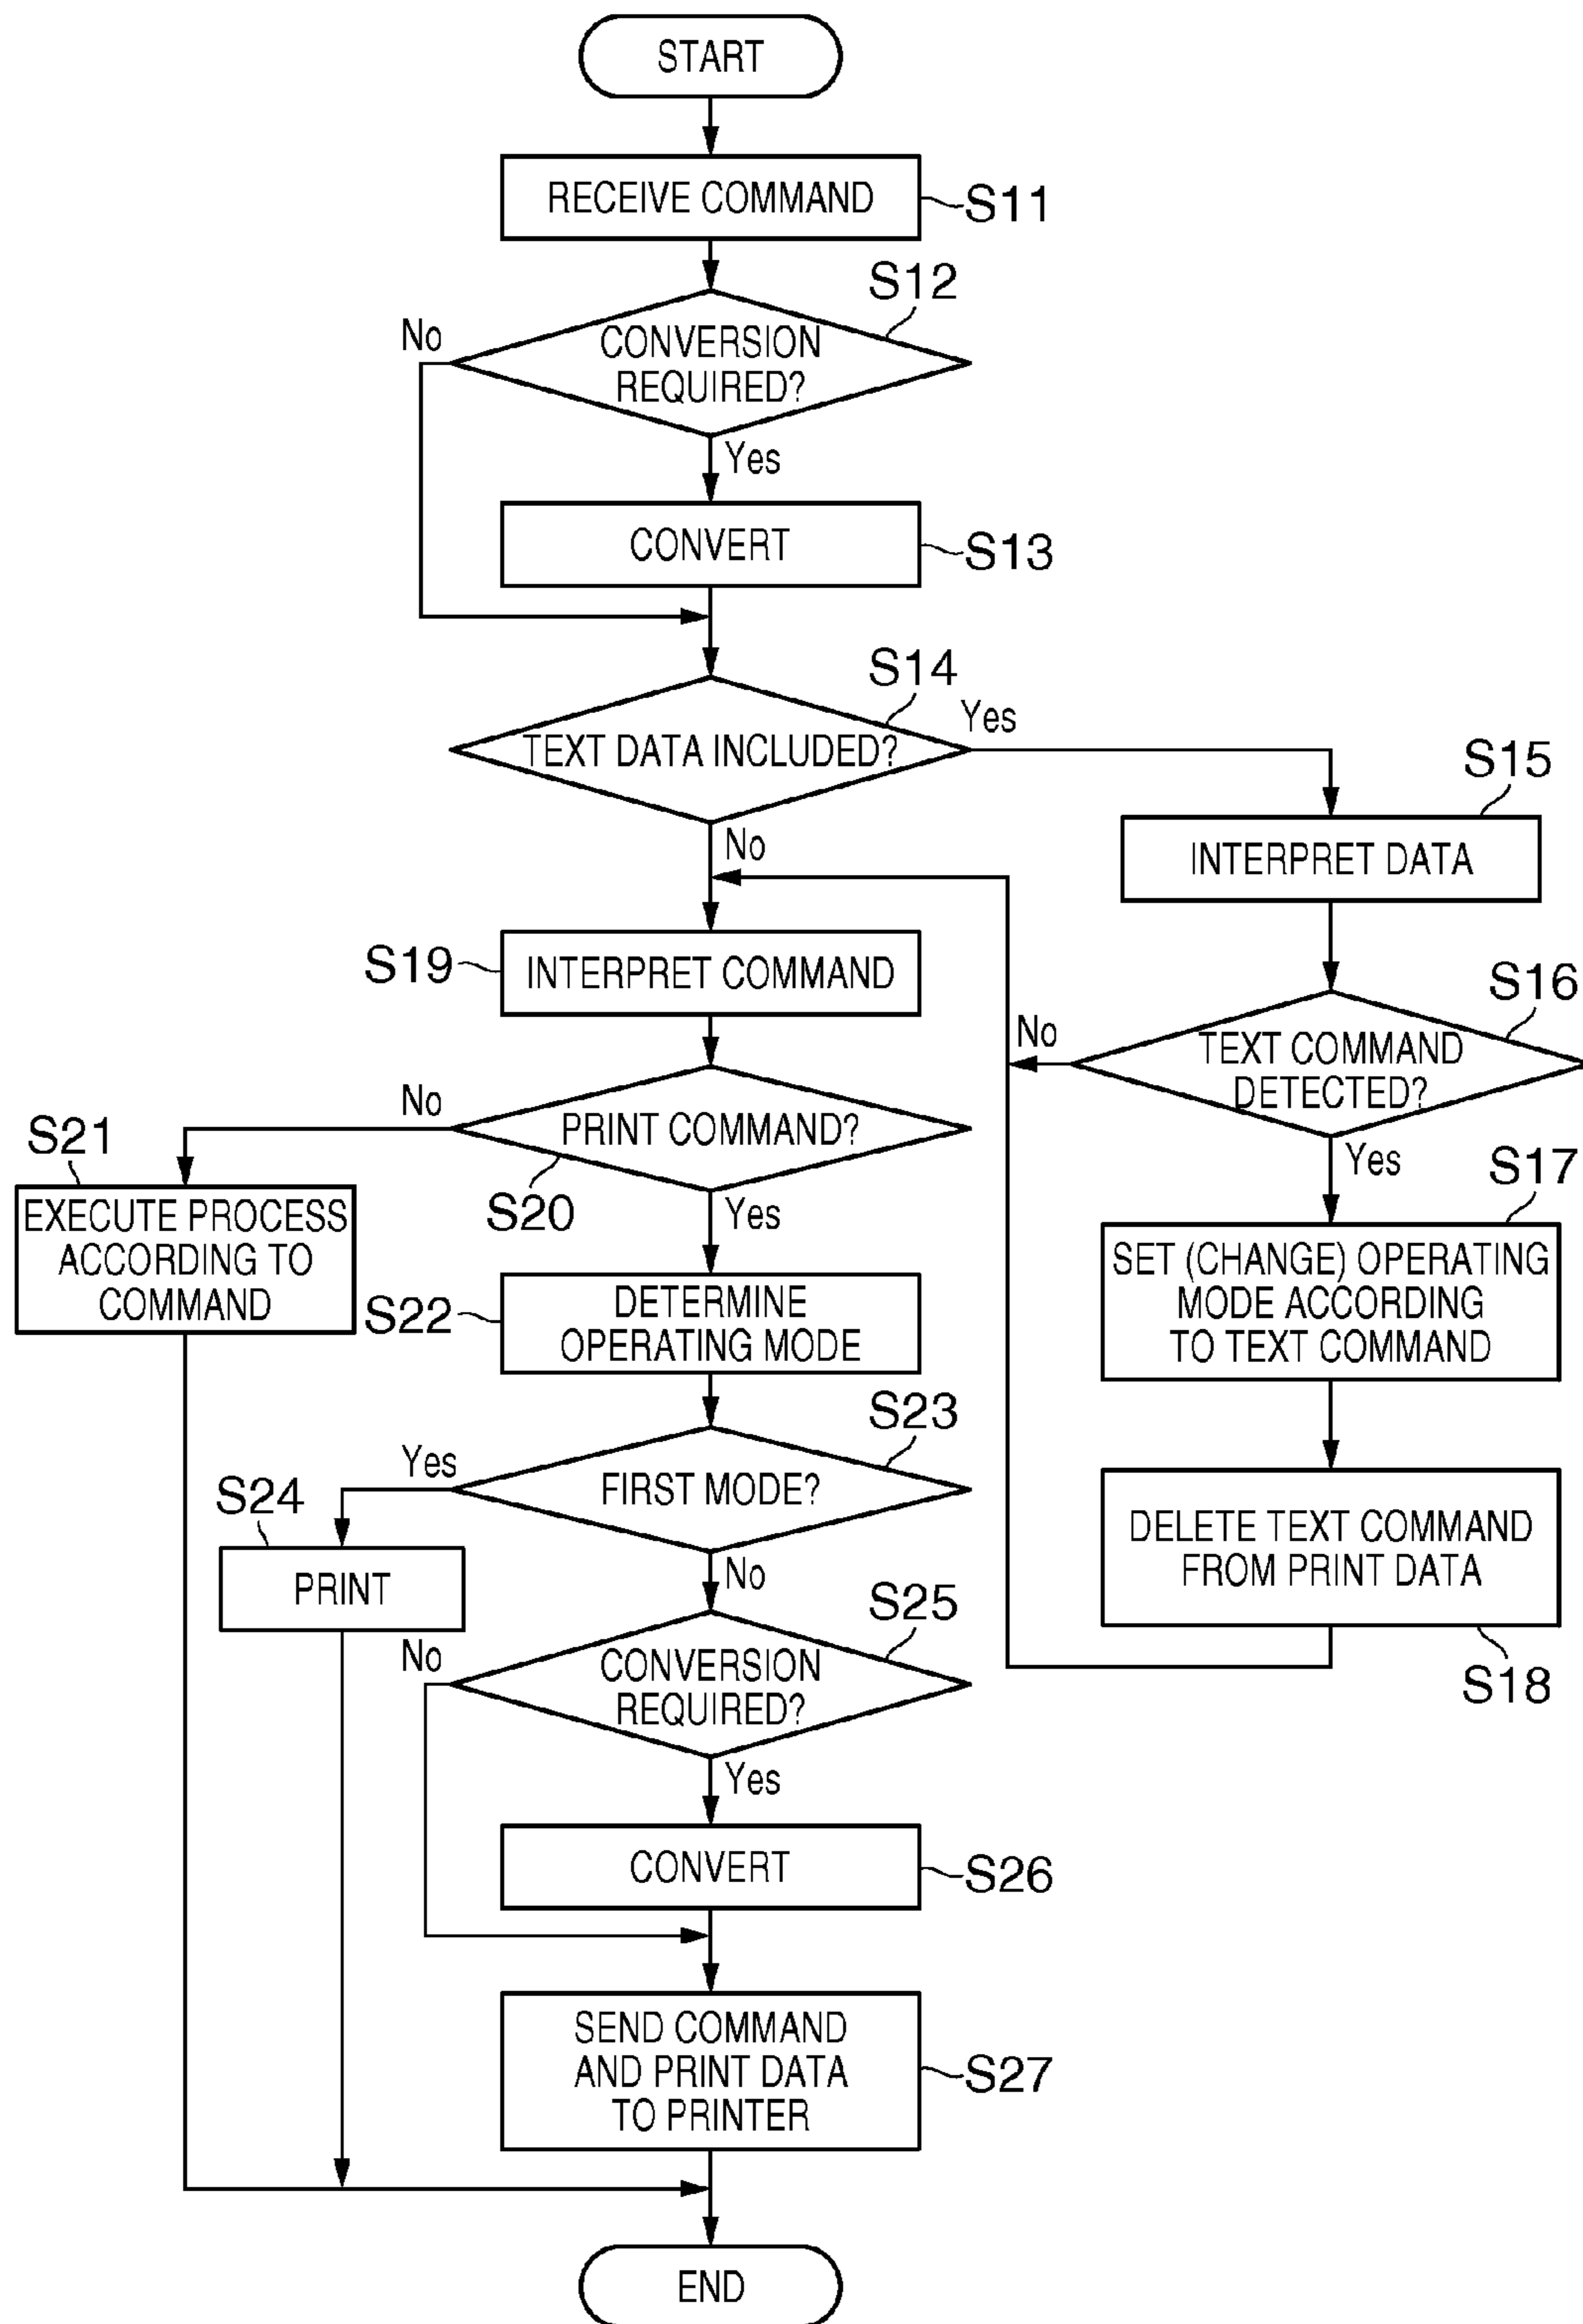 START
RECEIVE COMMAND
S11
S12
No
CONVERSION
REQUIRED?
Yes
CONVERT
S13
S14
TEXT DATA INCLUDED?
Yes
No
S15
INTERPRET DATA
S16
TEXT COMMAND
DETECTED?
No
Yes
S17
SET (CHANGE) OPERATING
MODE ACCORDING
TO TEXT COMMAND
DELETE TEXT COMMAND
FROM PRINT DATA
S18
S19
INTERPRET COMMAND
No
PRINT COMMAND?
S20
Yes
S21
EXECUTE PROCESS
ACCORDING TO
COMMAND
S22
DETERMINE
OPERATING MODE
S23
Yes
FIRST MODE?
No
S24
PRINT
S25
No
CONVERSION
REQUIRED?
Yes
CONVERT
S26
SEND COMMAND
AND PRINT DATA
TO PRINTER
S27
END